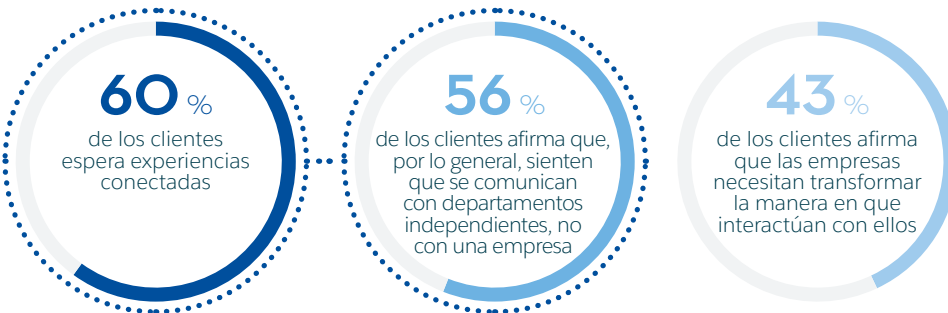 60 %
de los clientes
espera experiencias
conectadas
56 %
de los clientes afirma que,
por lo general, sienten
que se comunican
con departamentos
independientes, no
con una empresa
43 %
de los clientes afirma
que las empresas
necesitan transformar
la manera en que
interactúan con ellos